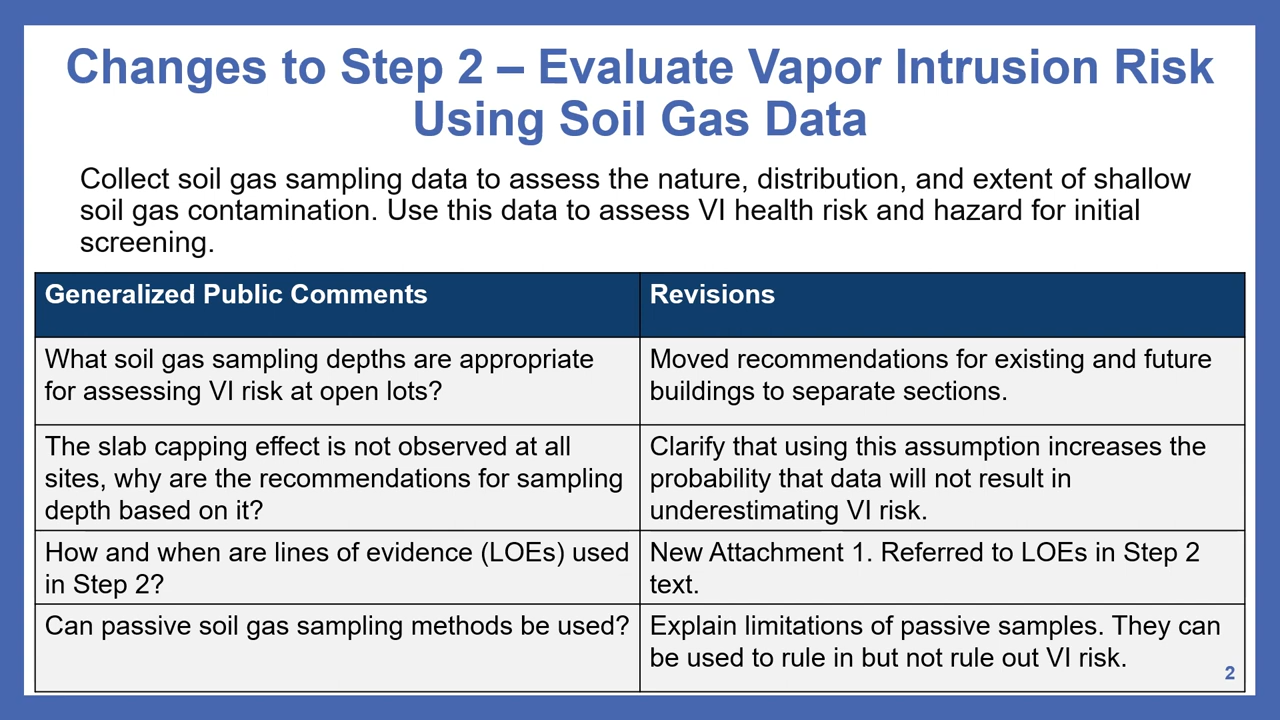 Changes to Step 2 – Evaluate Vapor Intrusion Risk
Using Soil Gas Data
Collect soil gas sampling data to assess the nature, distribution, and extent of shallow
soil gas contamination. Use this data to assess VI health risk and hazard for initial
screening.
Generalized Public Comments
Revisions
What soil gas sampling depths are appropriate
for assessing VI risk at open lots?
Moved recommendations for existing and future
buildings to separate sections.
The slab capping effect is not observed at all
sites, why are the recommendations for sampling
depth based on it?
Clarify that using this assumption increases the
probability that data will not result in
underestimating VI risk.
How and when are lines of evidence (LOEs) used
in Step 2?
New Attachment 1. Referred to LOEs in Step 2
text.
Can passive soil gas sampling methods be used?
Explain limitations of passive samples. They can
be used to rule in but not rule out VI risk.
2